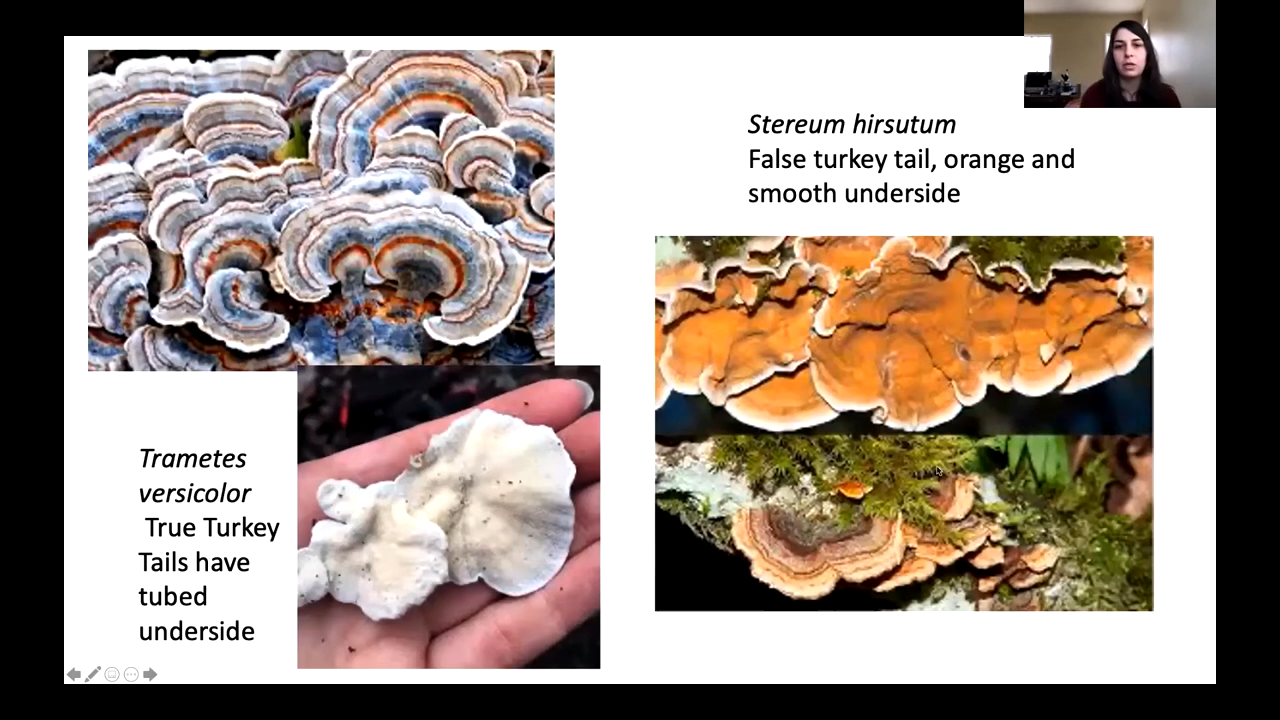 Stereum hirsutum
False turkey tail, orange and
smooth underside
Trametes
versicolor
True Turkey
Tails have
tubed
underside